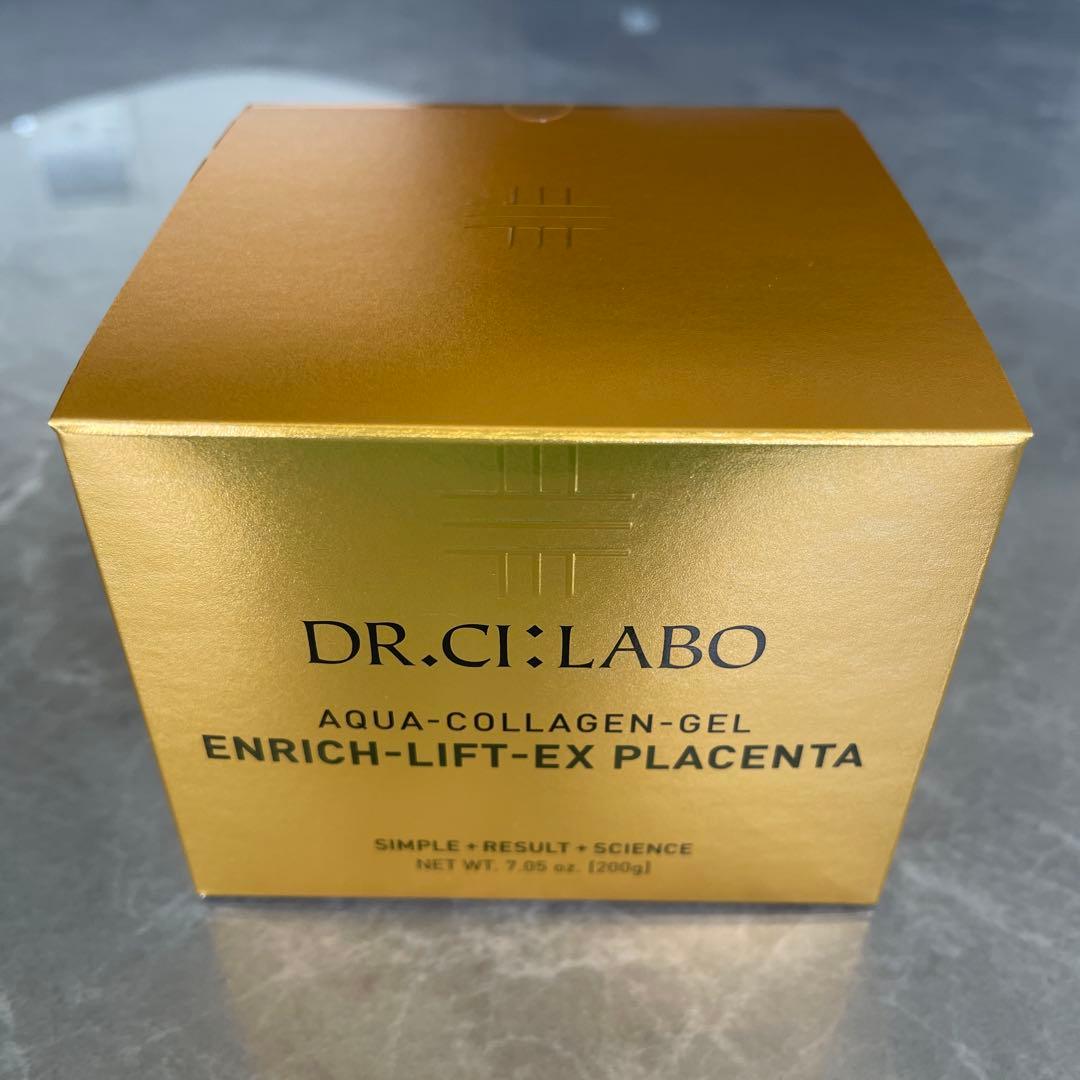 DR.CI:LABO
AQUA-COLLAGEN-GEL
ENRICH-LIFT-EX PLACENTA
SIMPLE + RESULT + SCIENCE
NET WT. 7.05 oz. [200g]